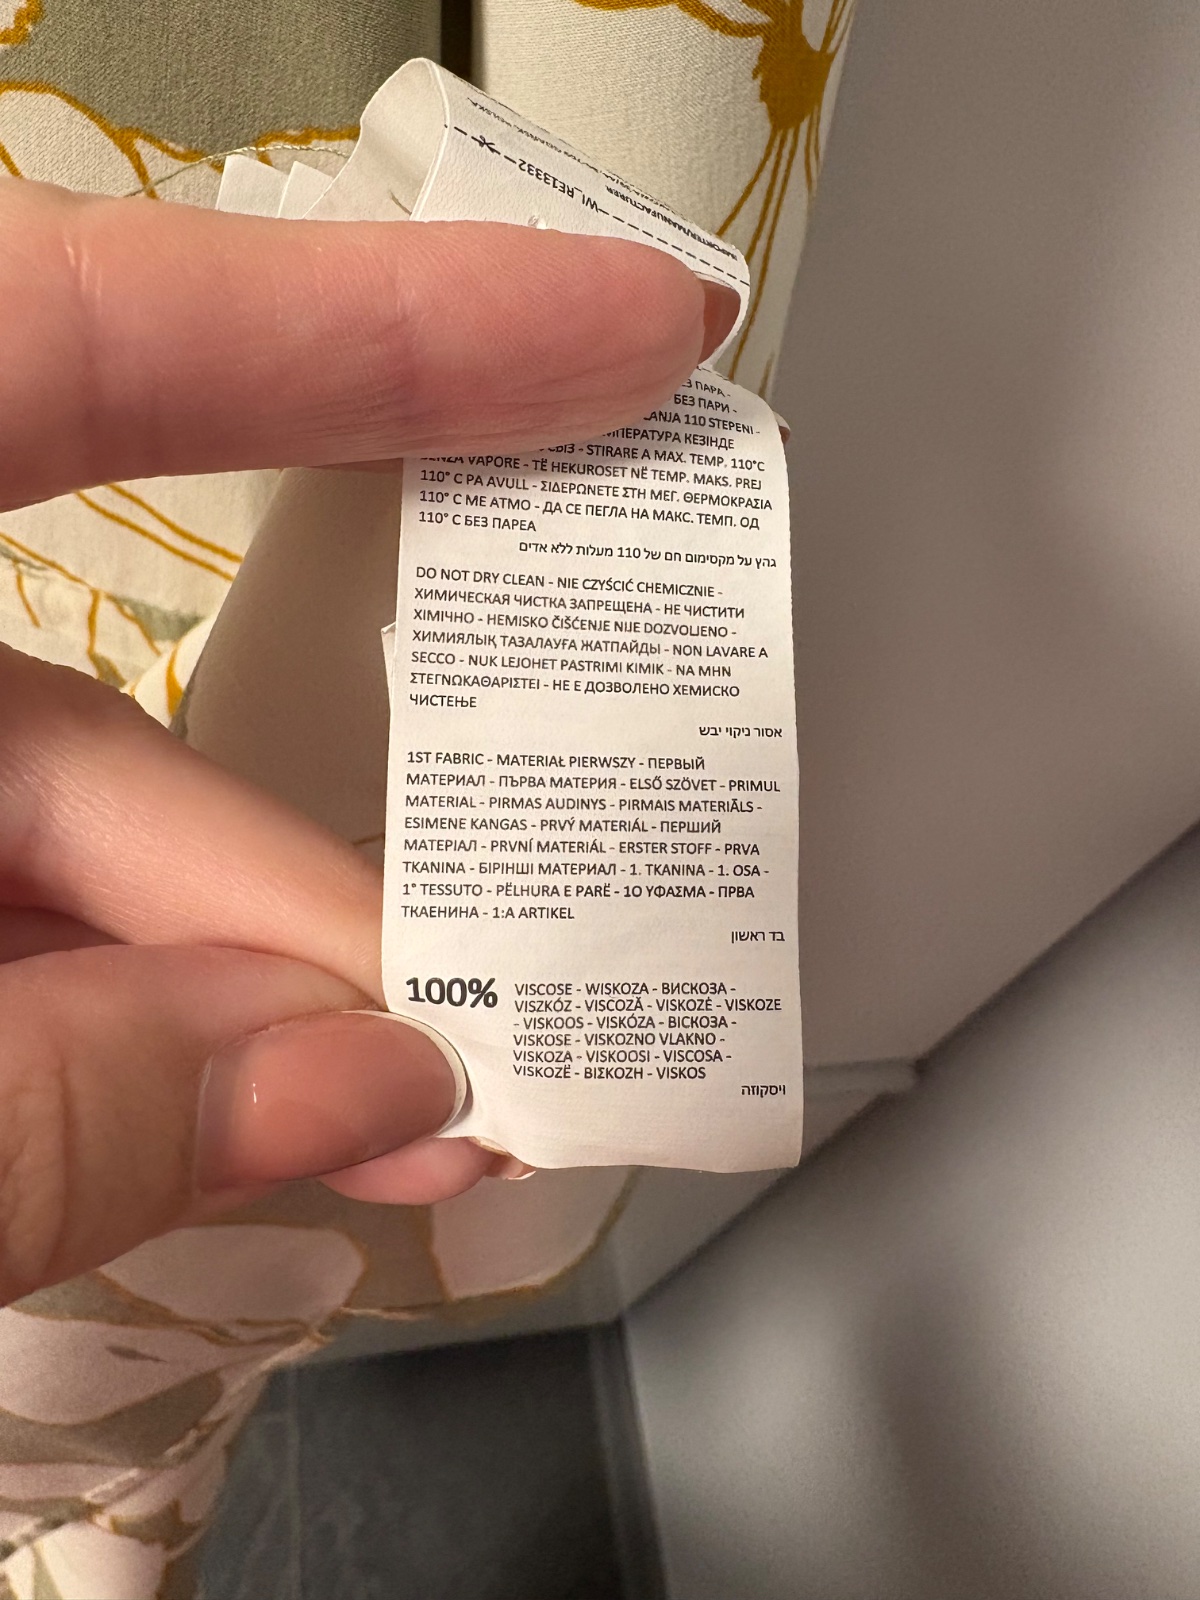 WI_RE13332
IMPORTER/MANUFACTURER
БЕЗ ПАРА -
БЕЗ ПАРИ -
110 STEPENI -
КЕЗІНДЕ
- STIRARE A MAX. TEMP. 110°C
SENZA VAPORE - TË HEKUROSET NË TEMP. MAKS. PREJ
110° C PA AVULL - ΣΙΔΕΡΩΝΕΤΕ ΣΤΗ ΜΕΓ. ΘΕΡΜΟΚΡΑΣΙΑ
110° C ΜΕ ΑΤΜΟ - ДА СЕ ПЕГЛА НА МАКС. ТЕМП. ОД
110° C БЕЗ ПАРЕА
גהץ על מקסימום חם של 110 מעלות ללא אדים
DO NOT DRY CLEAN - NIE CZYŚCIĆ CHEMICZNIE -
ХИМИЧЕСКАЯ ЧИСТКА ЗАПРЕЩЕНА - НЕ ЧИСТИТИ
ХІМІЧНО - HEMISKO ČIŠĆENJE NIJE DOZVOLJENO -
ХИМИЯЛЫҚ ТАЗАЛАУҒА ЖАТПАЙДЫ - NON LAVARE A
SECCO - NUK LEJOHET PASTRIMI KIMIK - ΝΑ ΜΗΝ
ΣΤΕΓΝΩΚΑΘΑΡΙΣΤΕΙ - НЕ Е ДОЗВОЛЕНО ХЕМИСКО
ЧИСТЕЊЕ
אסור ניקוי יבש
1ST FABRIC - MATERIAŁ PIERWSZY - ПЕРВЫЙ
МАТЕРИАЛ - ПЪРВА МАТЕРИЯ - ELSŐ SZÖVET - PRIMUL
MATERIAL - PIRMAS AUDINYS - PIRMAIS MATERIĀLS -
ESIMENE KANGAS - PRVÝ MATERIÁL - ПЕРШИЙ
МАТЕРІАЛ - PRVNÍ MATERIÁL - ERSTER STOFF - PRVA
TKANINA - БІРІНШІ МАТЕРИАЛ - 1. TKANINA - 1. OSA -
1° TESSUTO - PËLHURA E PARË - 1Ο ΥΦΑΣΜΑ - ПРВА
ТКАЕНИНА - 1:A ARTIKEL
בד ראשון
100% VISCOSE - WISKOZA - ВИСКОЗА -
VISZKÓZ - VISCOZĂ - VISKOZĖ - VISKOZE
- VISKOOS - VISKÓZA - ВІСКОЗА -
VISKOSE - VISKOZNO VLAKNO -
VISKOZA - VISKOOSI - VISCOSA -
VISKOZË - ΒΙΣΚΟΖΗ - VISKOS
ויסקוזה